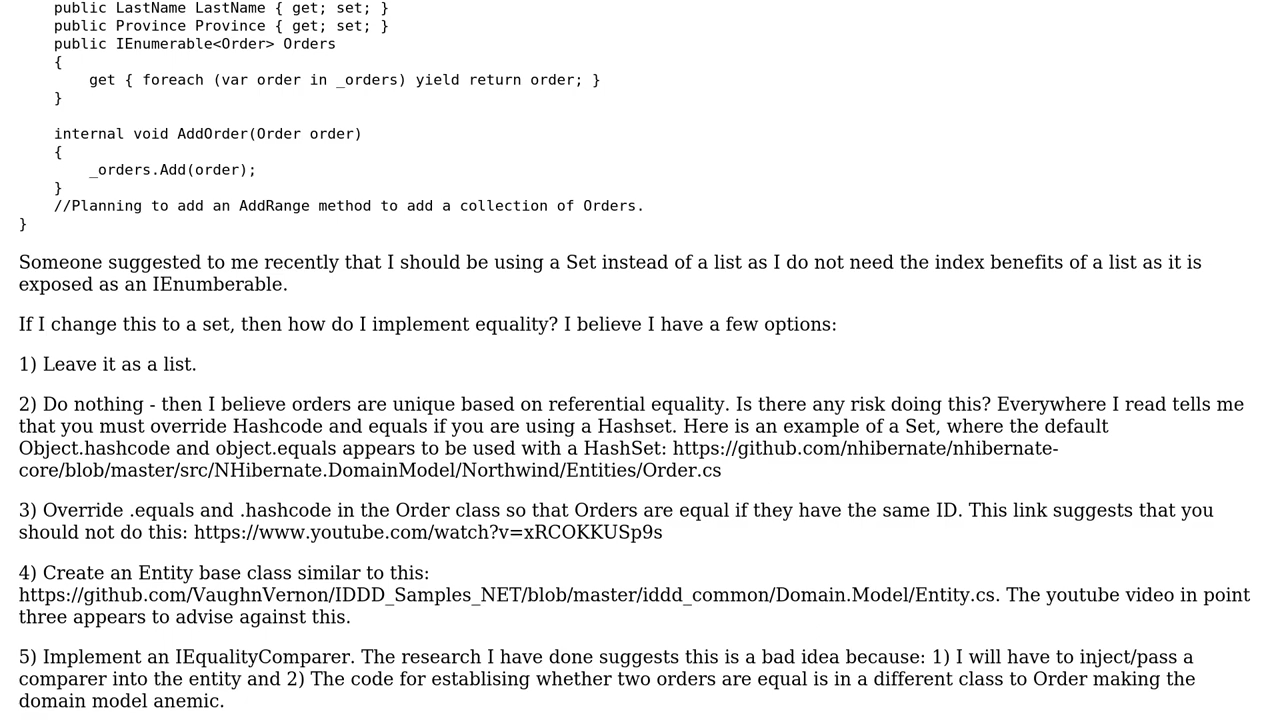 public LastName LastName { get; set; }
public Province Province { get; set; }
public IEnumerable<Order> Orders
{
get { foreach (var order in _orders) yield return order; }
}
internal void AddOrder(Order order)
{
_orders.Add(order);
}
//Planning to add an AddRange method to add a collection of Orders.
}
Someone suggested to me recently that I should be using a Set instead of a list as I do not need the index benefits of a list as it is
exposed as an IEnumberable.
If I change this to a set, then how do I implement equality? I believe I have a few options:
1) Leave it as a list.
2) Do nothing - then I believe orders are unique based on referential equality. Is there any risk doing this? Everywhere I read tells me
that you must override Hashcode and equals if you are using a Hashset. Here is an example of a Set, where the default
Object.hashcode and object.equals appears to be used with a HashSet: https://github.com/nhibernate/nhibernate-
core/blob/master/src/NHibernate.DomainModel/Northwind/Entities/Order.cs
3) Override .equals and .hashcode in the Order class so that Orders are equal if they have the same ID. This link suggests that you
should not do this: https://www.youtube.com/watch?v=xRCOKKUSp9s
4) Create an Entity base class similar to this:
https://github.com/VaughnVernon/IDDD_Samples_NET/blob/master/iddd_common/Domain.Model/Entity.cs. The youtube video in point
three appears to advise against this.
5) Implement an IEqualityComparer. The research I have done suggests this is a bad idea because: 1) I will have to inject/pass a
comparer into the entity and 2) The code for establising whether two orders are equal is in a different class to Order making the
domain model anemic.